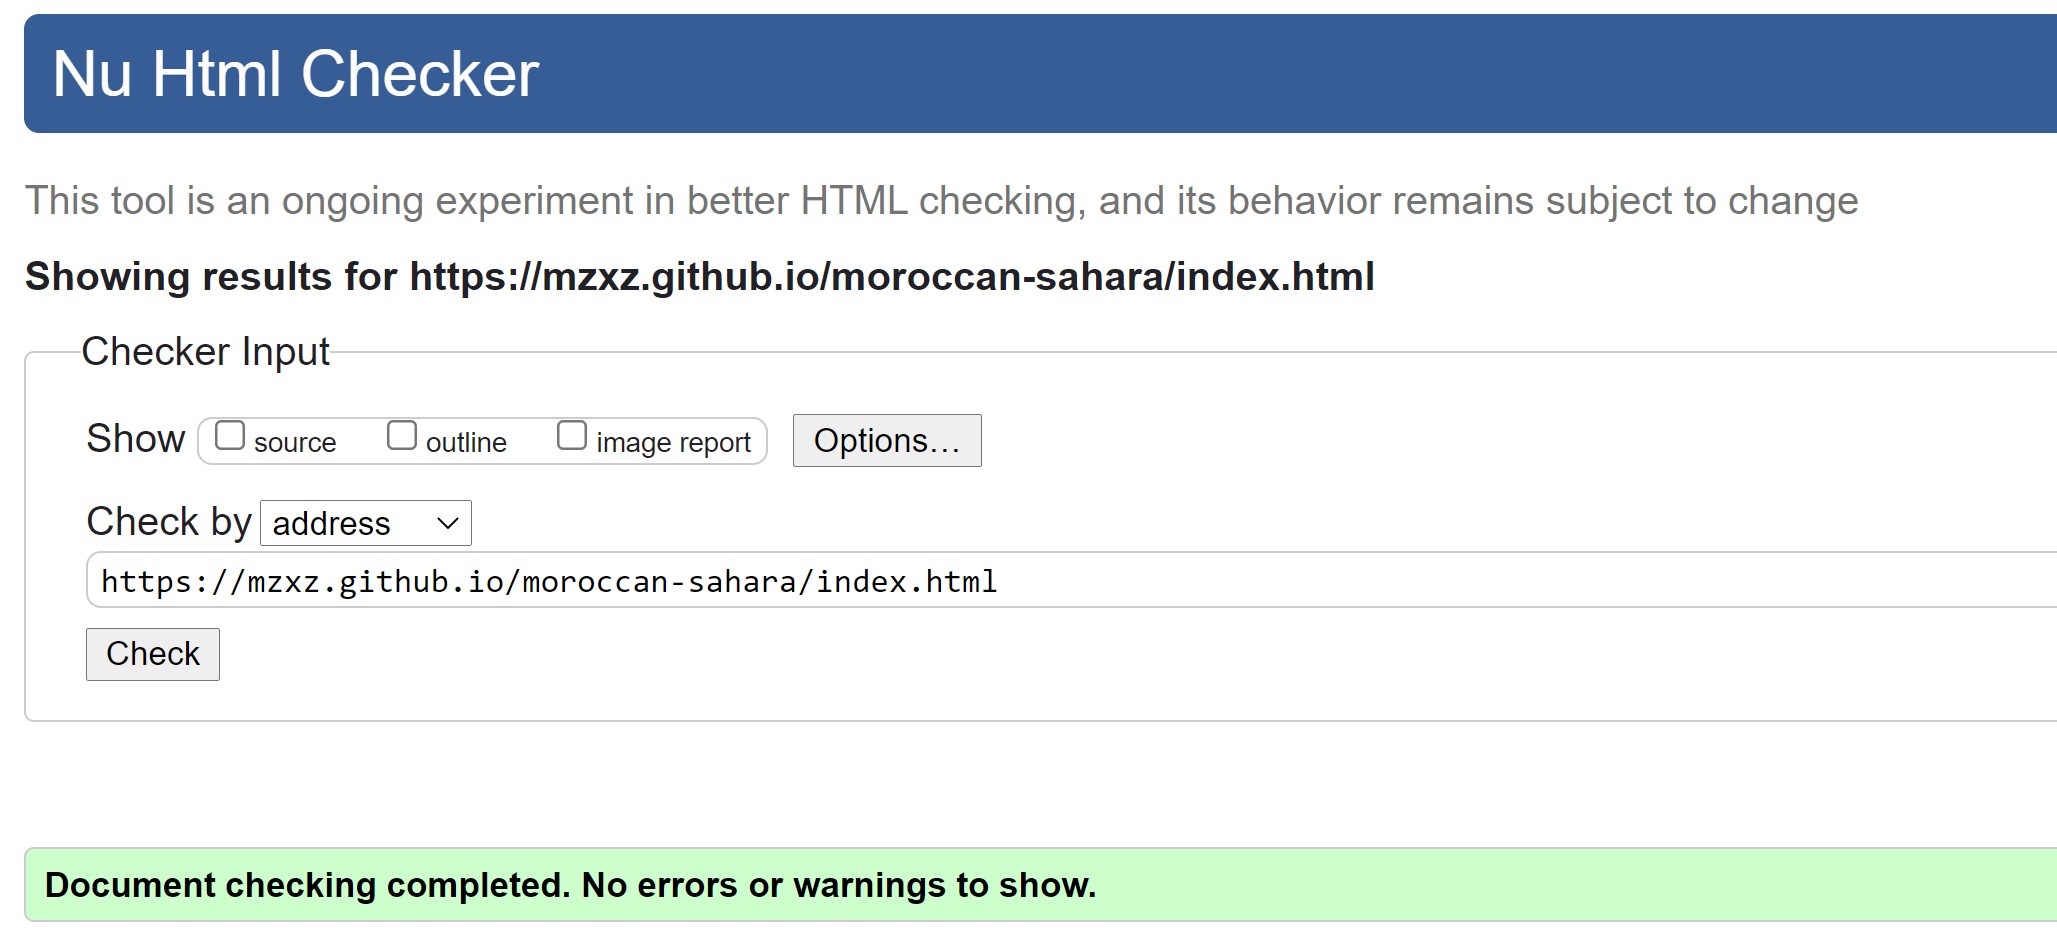 Nu Html Checker
This tool is an ongoing experiment in better HTML checking, and its behavior remains subject to change
Showing results for https://mzxz.github.io/moroccan-sahara/index.html
Checker Input
Show source outline image report Options…
Check by address
https://mzxz.github.io/moroccan-sahara/index.html
Check
Document checking completed. No errors or warnings to show.